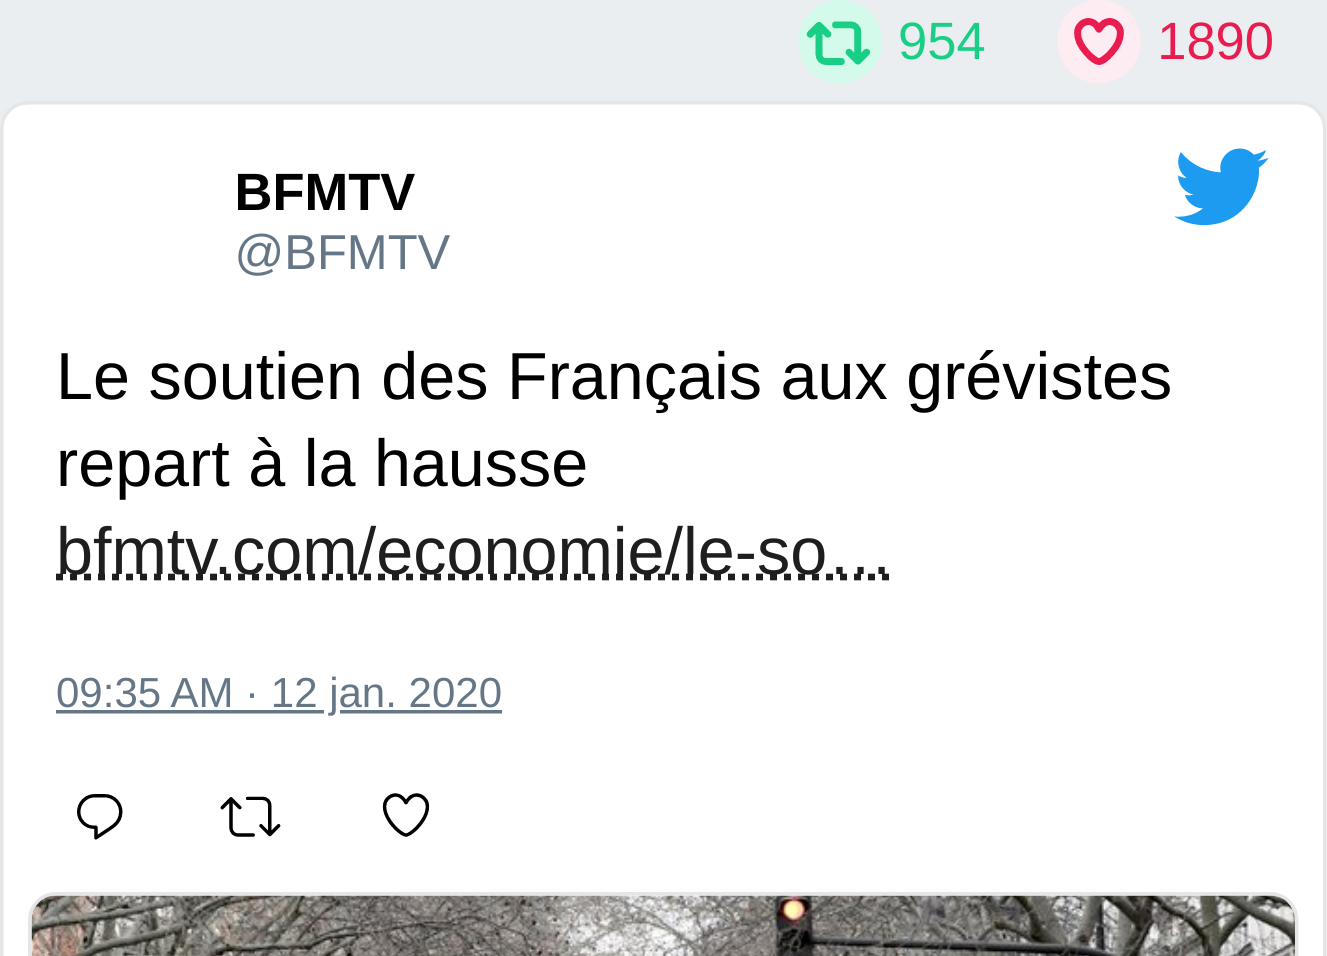 954 1890
BFMTV
@BFMTV
Le soutien des Français aux grévistes
repart à la hausse
bfmtv.com/economie/le-so...
09:35 AM · 12 jan. 2020